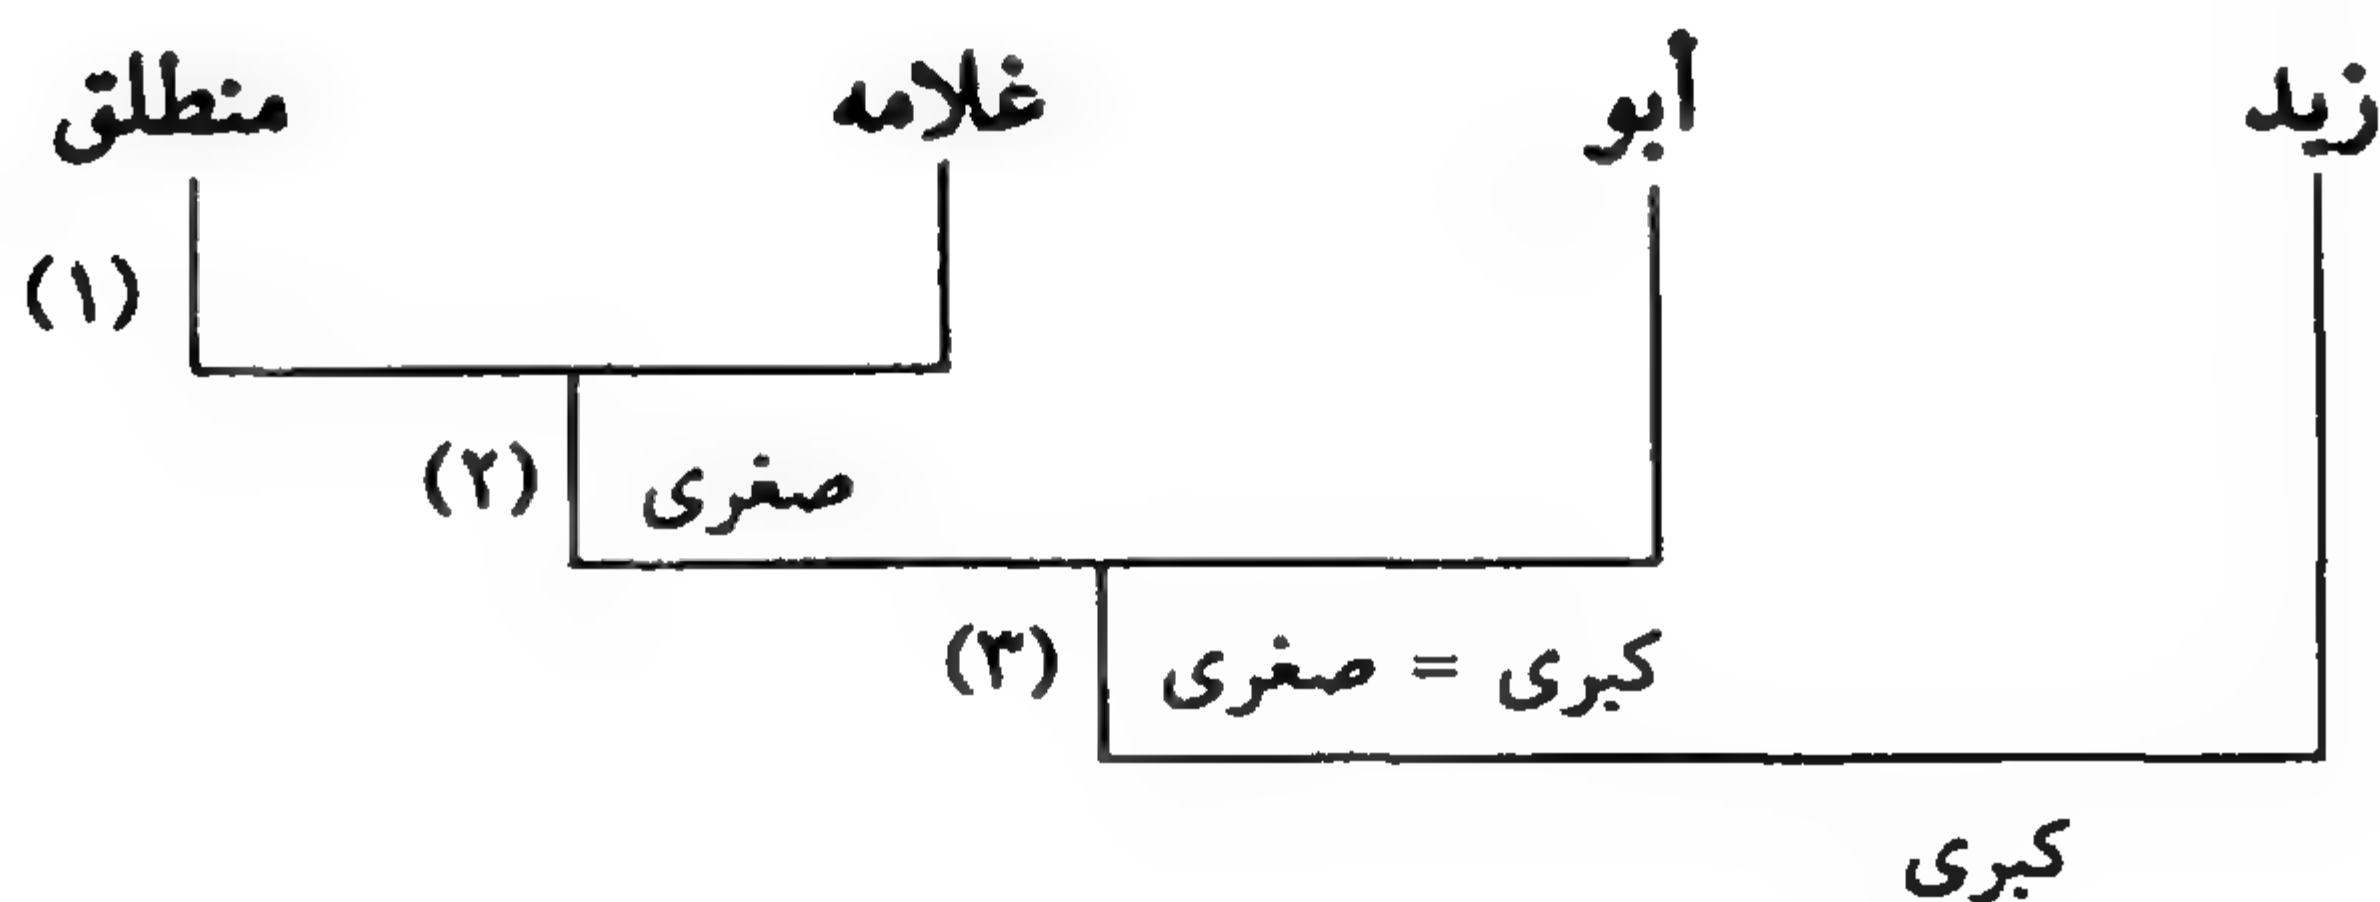 زيد أبو غلامه منطلق
(١)
صغرى (٢)
كبرى = صغرى (٣)
كبرى